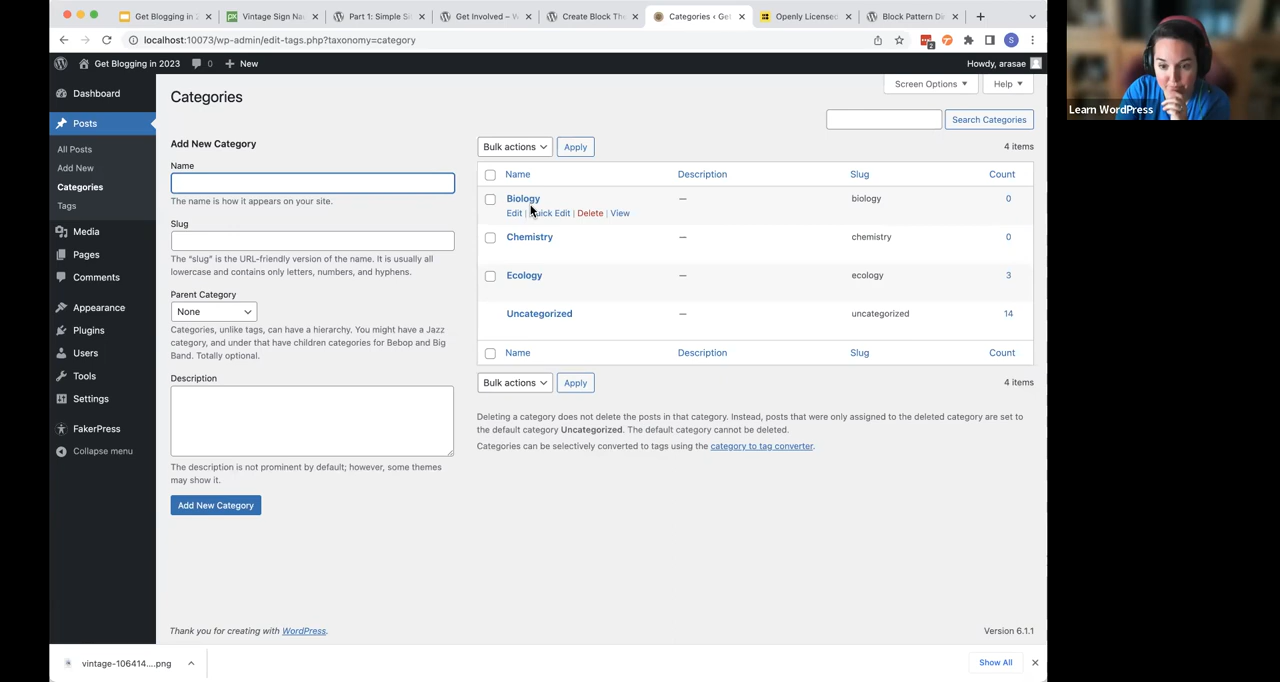 Get Blogging in 2
Vintage Sign Na
Part 1: Simple Si
Get Involved – W
Create Block The
Categories ‹ Ge
Openly License
Block Pattern Di
localhost:10073/wp-admin/edit-tags.php?taxonomy=category
2
S
Get Blogging in 2023
0
New
Howdy, arasae
Learn WordPress
Dashboard
Posts
All Posts
Add New
Categories
Tags
Media
Pages
Comments
Appearance
Plugins
Users
Tools
Settings
FakerPress
Collapse menu
Categories
Screen Options
Help
Search Categories
Add New Category
Name
The name is how it appears on your site.
Slug
The “slug” is the URL-friendly version of the name. It is usually all
lowercase and contains only letters, numbers, and hyphens.
Parent Category
None
Categories, unlike tags, can have a hierarchy. You might have a Jazz
category, and under that have children categories for Bebop and Big
Band. Totally optional.
Description
The description is not prominent by default; however, some themes
may show it.
Add New Category
Bulk actions
Apply
4 items
Name Description Slug Count
Biology — biology 0
Edit | Quick Edit | Delete | View
Chemistry — chemistry 0
Ecology — ecology 3
Uncategorized — uncategorized 14
Name Description Slug Count
Bulk actions
Apply
4 items
Deleting a category does not delete the posts in that category. Instead, posts that were only assigned to the deleted category are set to
the default category Uncategorized. The default category cannot be deleted.
Categories can be selectively converted to tags using the category to tag converter.
Thank you for creating with WordPress.
Version 6.1.1
vintage-106414....png
Show All